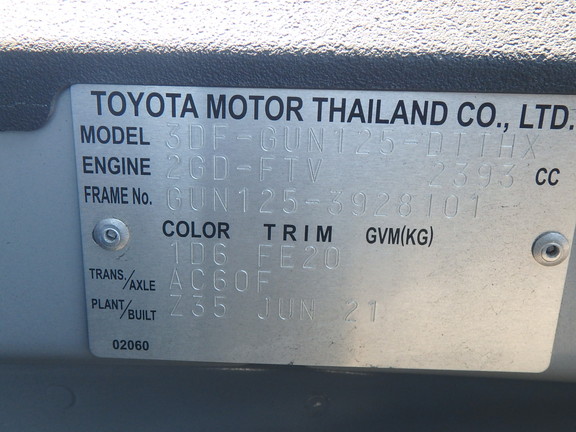 TOYOTA MOTOR THAILAND CO., LTD.
MODEL 3DF-GUN125-DTTHX
ENGINE 2GD-FTV 2393 CC
FRAME No. GUN125-3928101
COLOR TRIM GVM(KG)
1D6 FE20
TRANS./AXLE AC60F
PLANT/BUILT Z35 JUN 21
02060